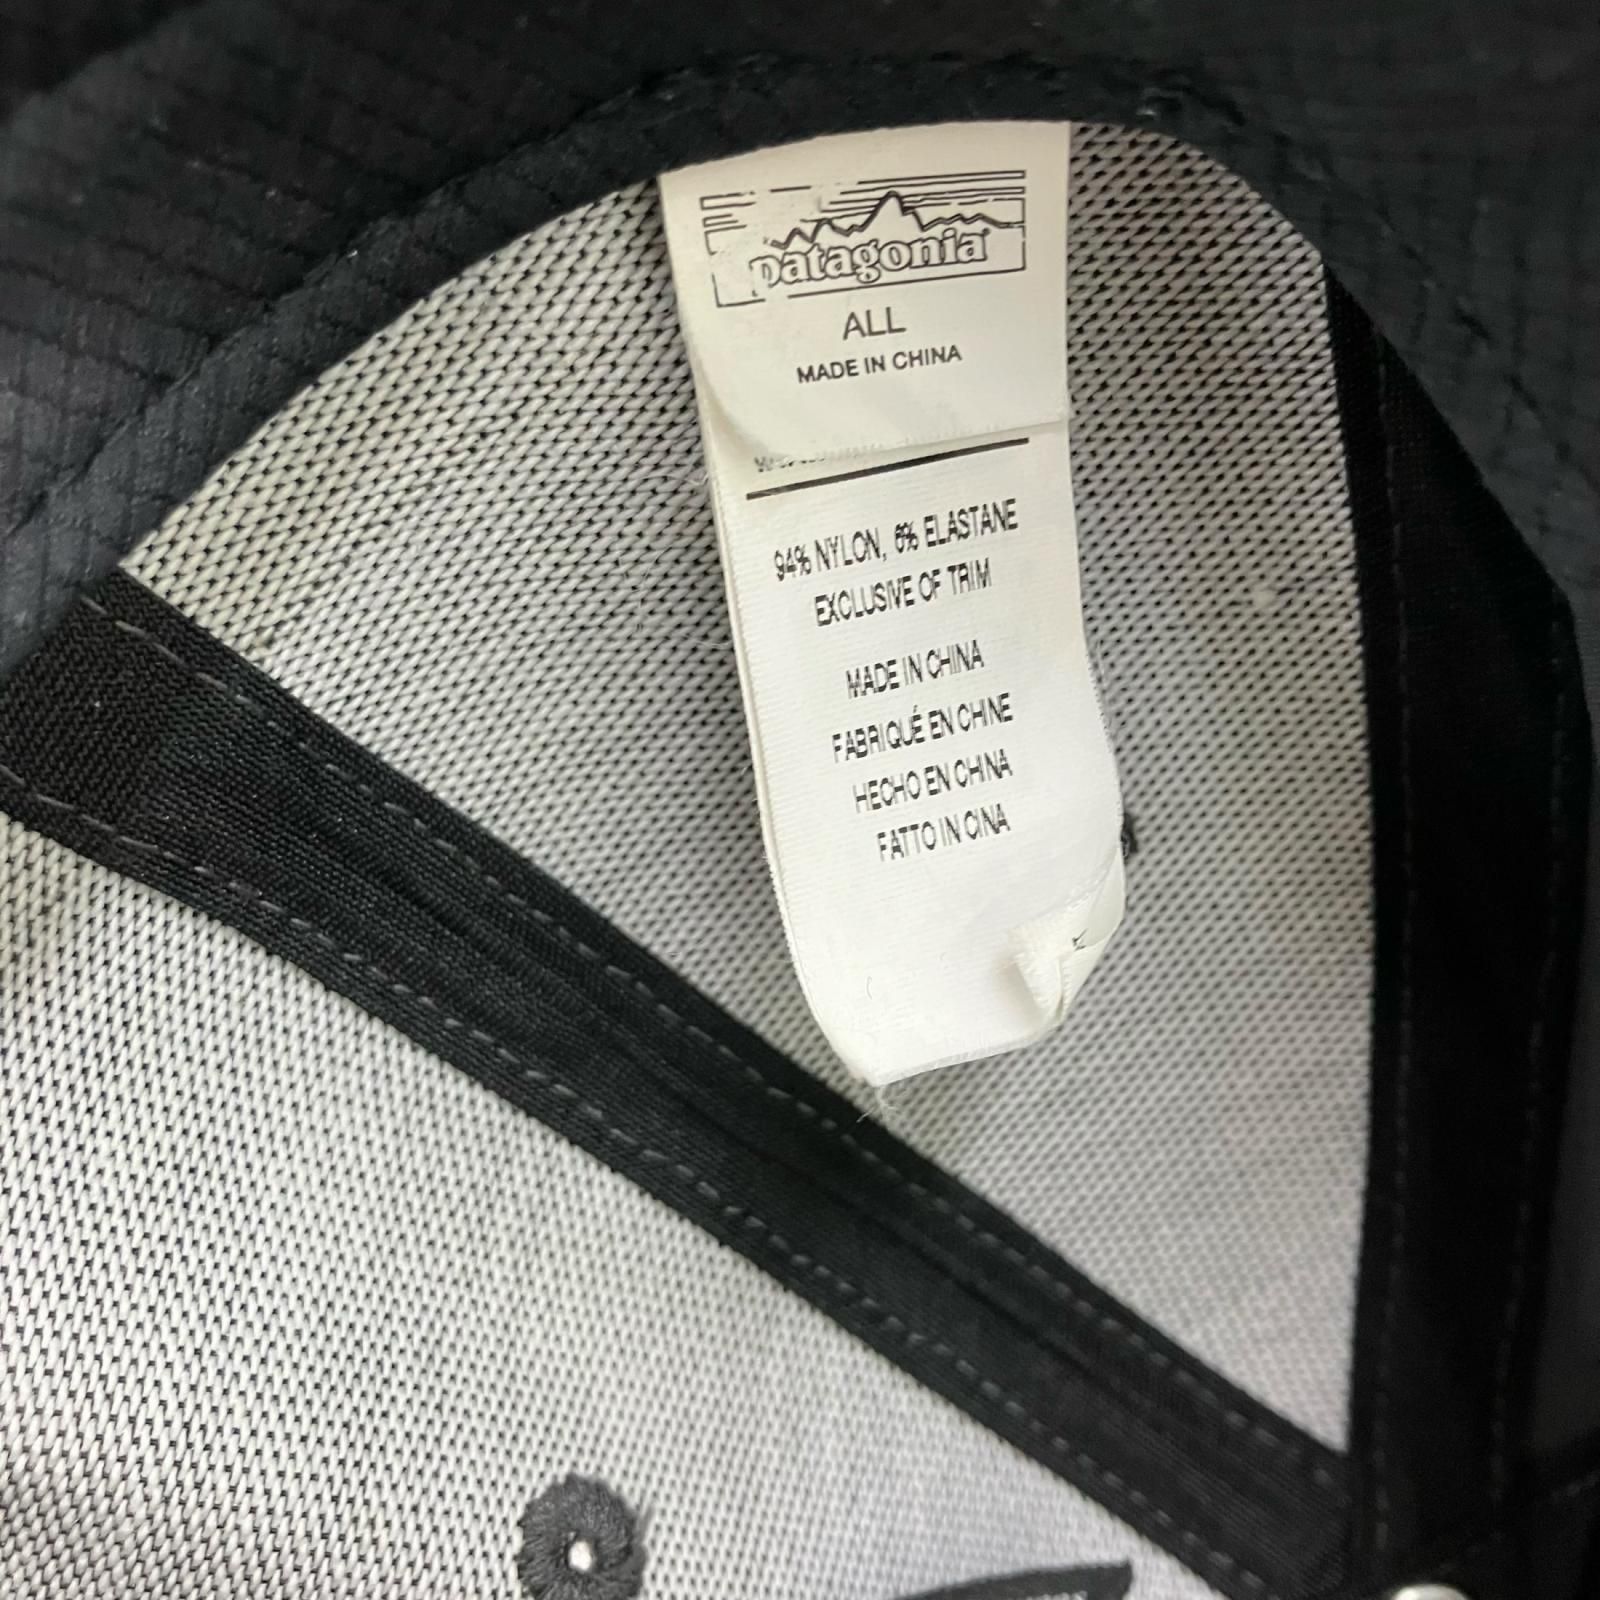 patagonia
ALL
MADE IN CHINA
94% NYLON, 6% ELASTANE
EXCLUSIVE OF TRIM
MADE IN CHINA
FABRIQUÉ EN CHINE
HECHO EN CHINA
FATTO IN CINA